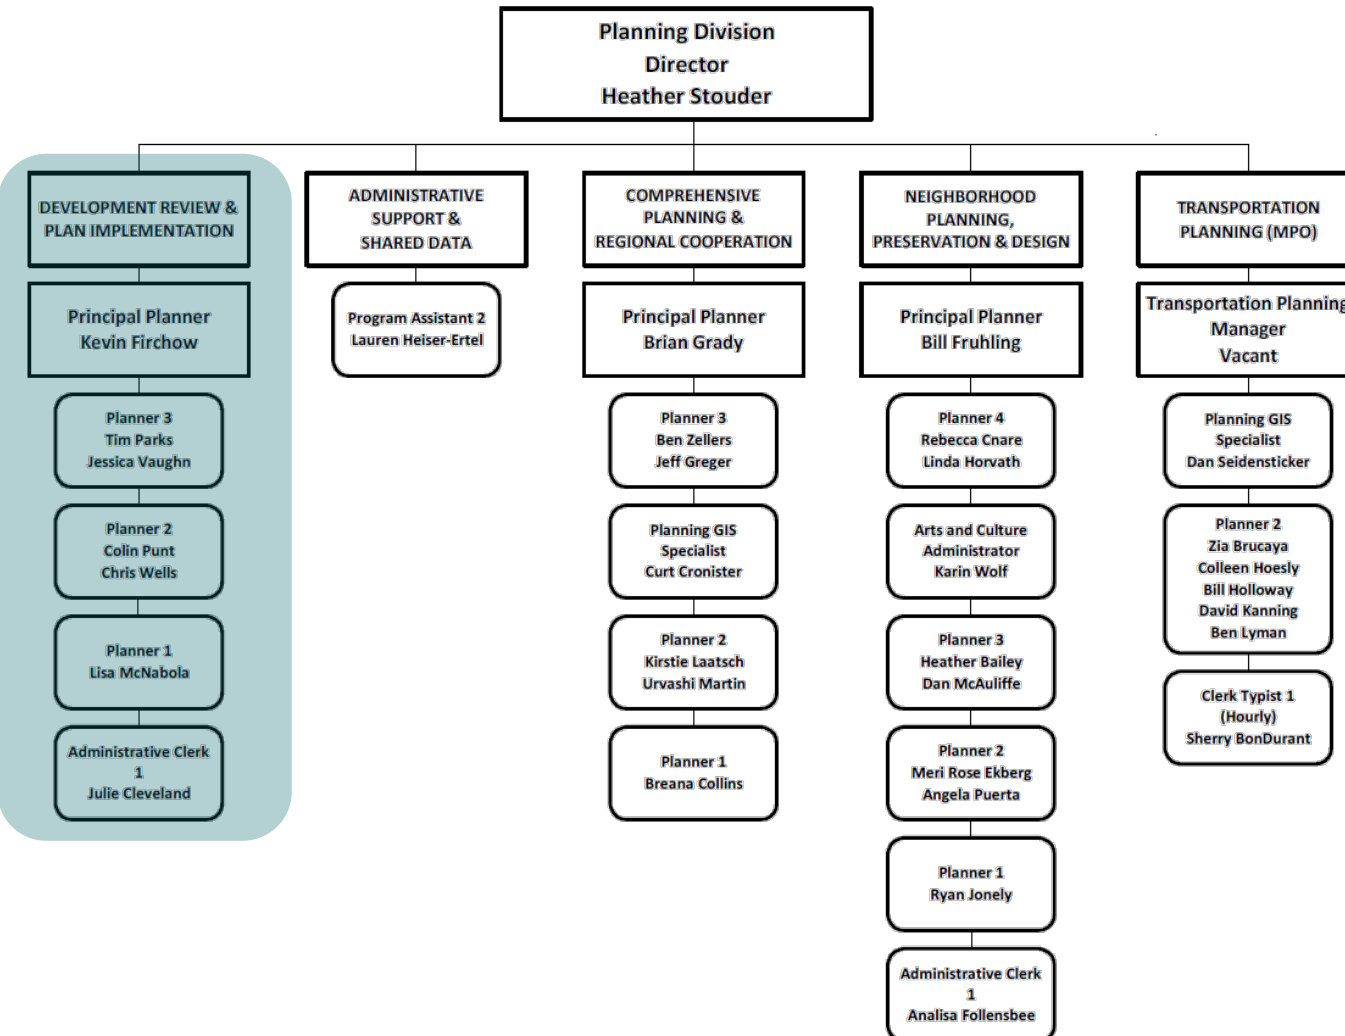 Planning Division
Director
Heather Stouder
DEVELOPMENT REVIEW &
PLAN IMPLEMENTATION
Principal Planner
Kevin Firchow
Planner 3
Tim Parks
Jessica Vaughn
Planner 2
Colin Punt
Chris Wells
Planner 1
Lisa McNabola
Administrative Clerk
1
Julie Cleveland
ADMINISTRATIVE
SUPPORT &
SHARED DATA
Program Assistant 2
Lauren Heiser-Ertel
COMPREHENSIVE
PLANNING &
REGIONAL COOPERATION
Principal Planner
Brian Grady
Planner 3
Ben Zellers
Jeff Greger
Planning GIS
Specialist
Curt Cronister
Planner 2
Kirstie Laatsch
Urvashi Martin
Planner 1
Breana Collins
NEIGHBORHOOD
PLANNING,
PRESERVATION & DESIGN
Principal Planner
Bill Fruhling
Planner 4
Rebecca Cnare
Linda Horvath
Arts and Culture
Administrator
Karin Wolf
Planner 3
Heather Bailey
Dan McAuliffe
Planner 2
Meri Rose Ekberg
Angela Puerta
Planner 1
Ryan Jonely
Administrative Clerk
1
Analisa Follensbee
TRANSPORTATION
PLANNING (MPO)
Transportation Planning
Manager
Vacant
Planning GIS
Specialist
Dan Seidensticker
Planner 2
Zia Brucaya
Colleen Hoesly
Bill Holloway
David Kanning
Ben Lyman
Clerk Typist 1
(Hourly)
Sherry BonDurant